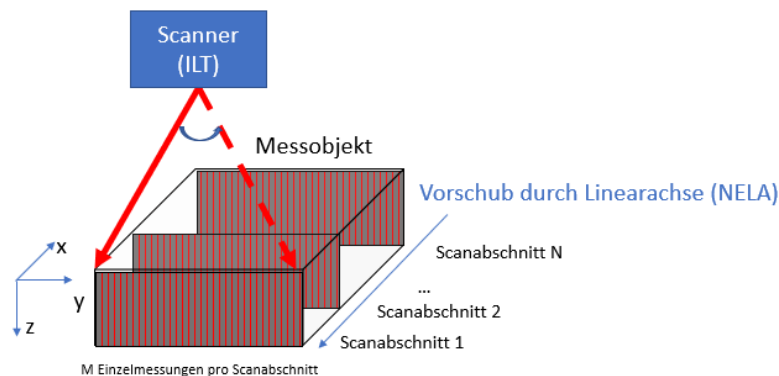 Scanner
(ILT)
Messobjekt
Vorschub durch Linearachse (NELA)
x
y
z
Scanabschnitt N
...
Scanabschnitt 2
Scanabschnitt 1
M Einzelmessungen pro Scanabschnitt